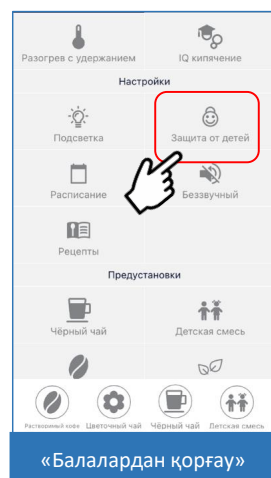 Разогрев с удержанием IQ кипячение
Настройки
Подсветка Защита от детей
Расписание Беззвучный
Рецепты
Предустановки
Чёрный чай Детская смесь
Растворимый кофе Цветочный чай Чёрный чай Детская смесь
«Балалардан қорғау»